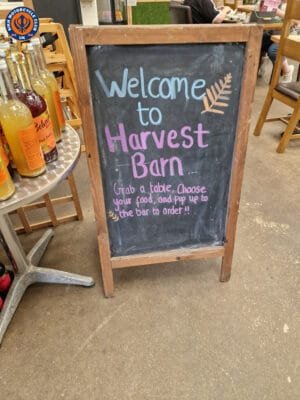 Welcome
to
Harvest
Barn
Grab a table, Choose
your food, and pop up to
the bar to order!!